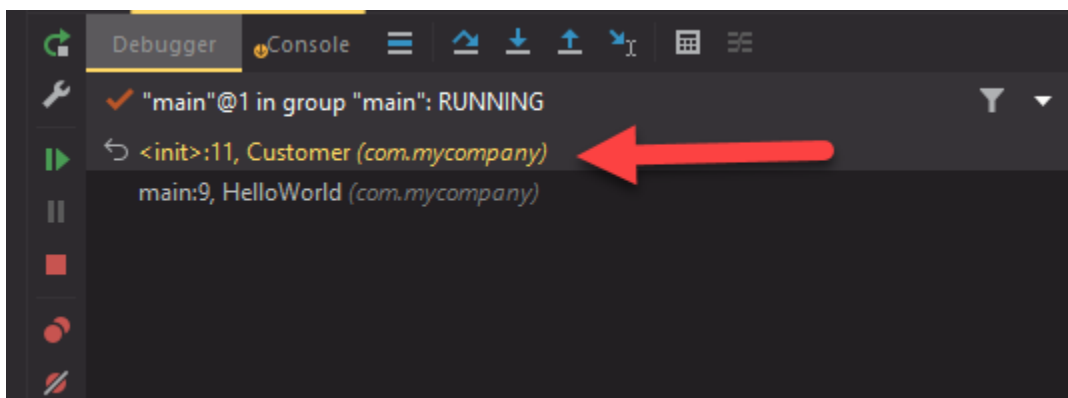 Debugger Console
"main"@1 in group "main": RUNNING
<init>:11, Customer (com.mycompany)
main:9, HelloWorld (com.mycompany)